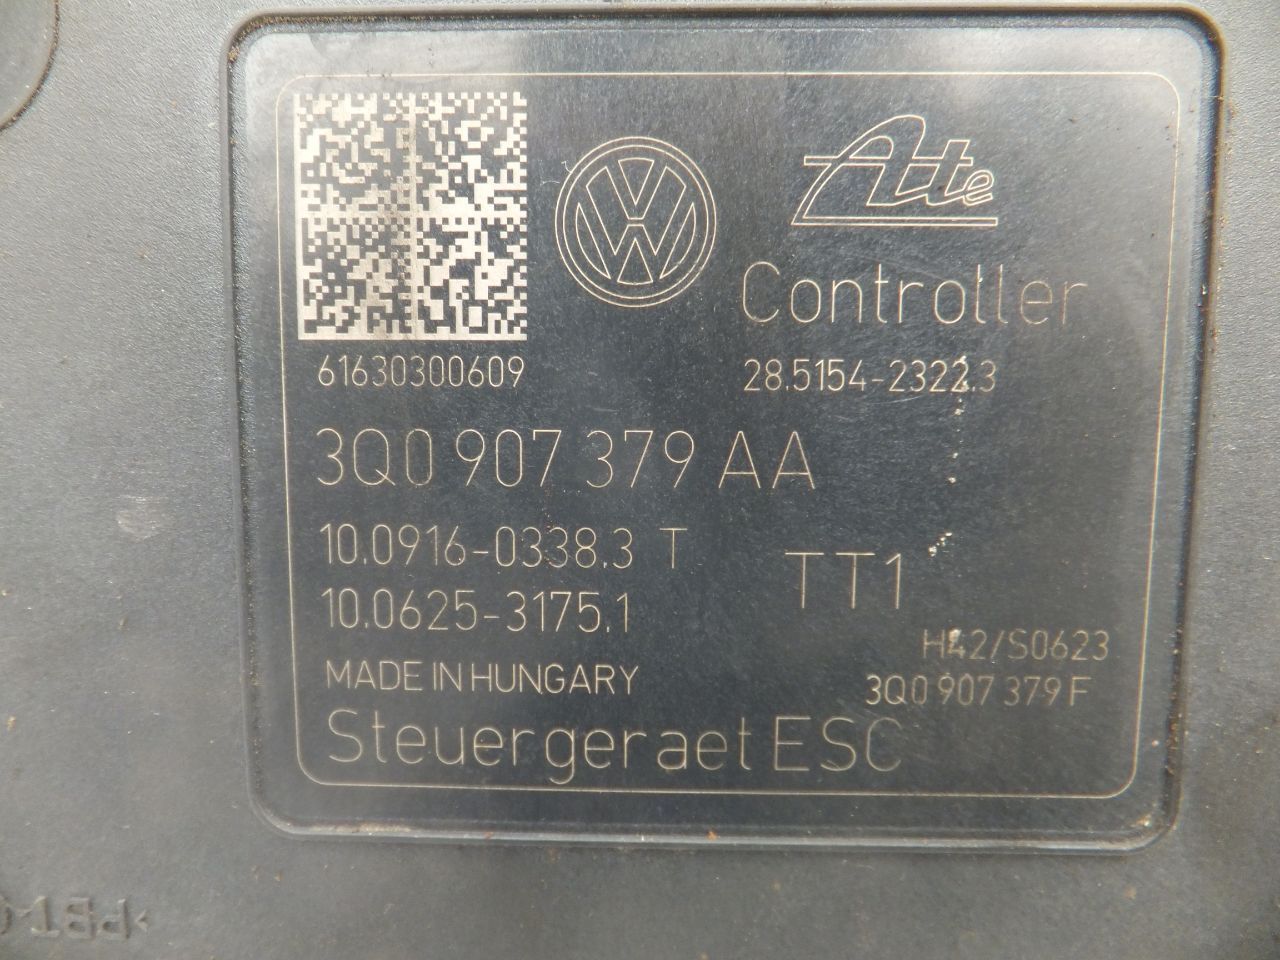 Ate
Controller
61630300609
28.5154-2322.3
3Q0 907 379 AA
10.0916-0338.3 T
TT1
10.0625-3175.1
H42/S0623
MADE IN HUNGARY
3Q0 907 379 F
Steuergeraet ESC